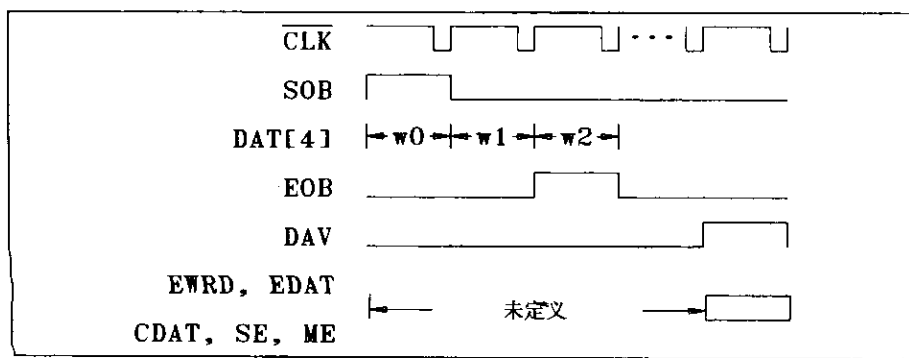 CLK
SOB
DAT[4] w0 w1 w2
EOB
DAV
EWRD, EDAT
未定义
CDAT, SE, ME